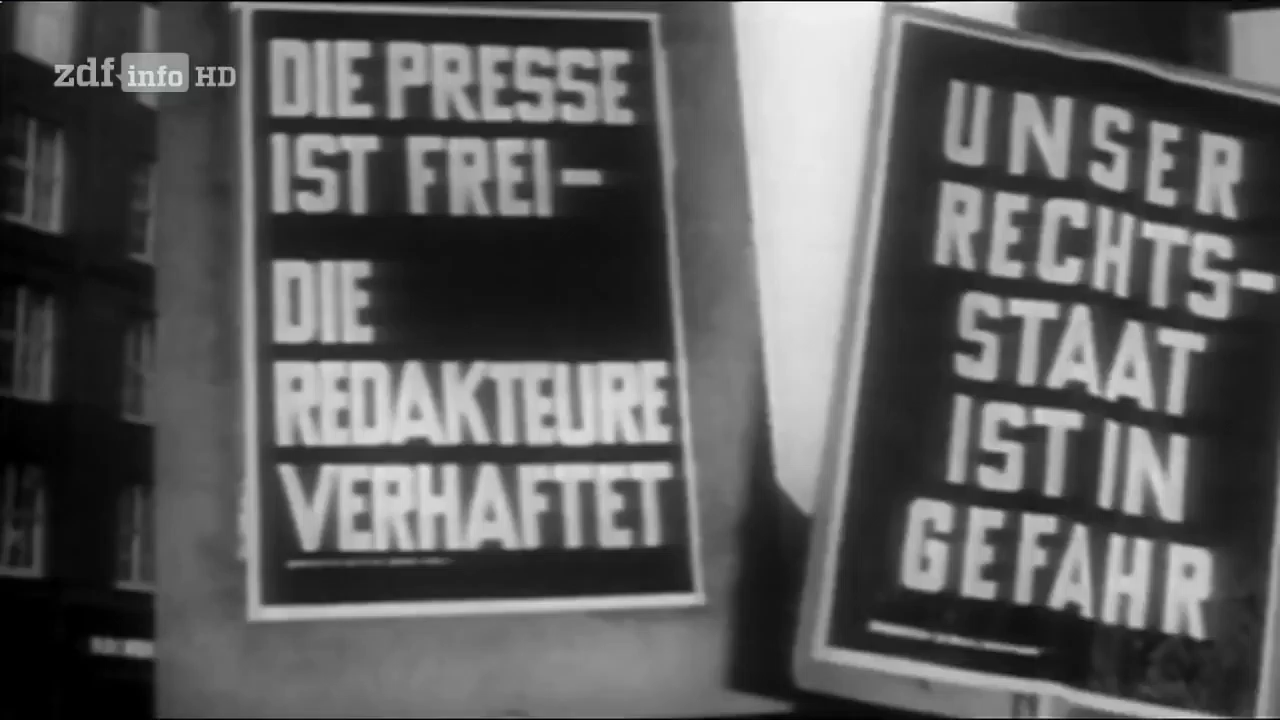 zdf info HD
DIE PRESSE
IST FREI–
DIE
REDAKTEURE
VERHAFTET
UNSER
RECHTS-
STAAT
IST IN
GEFAHR